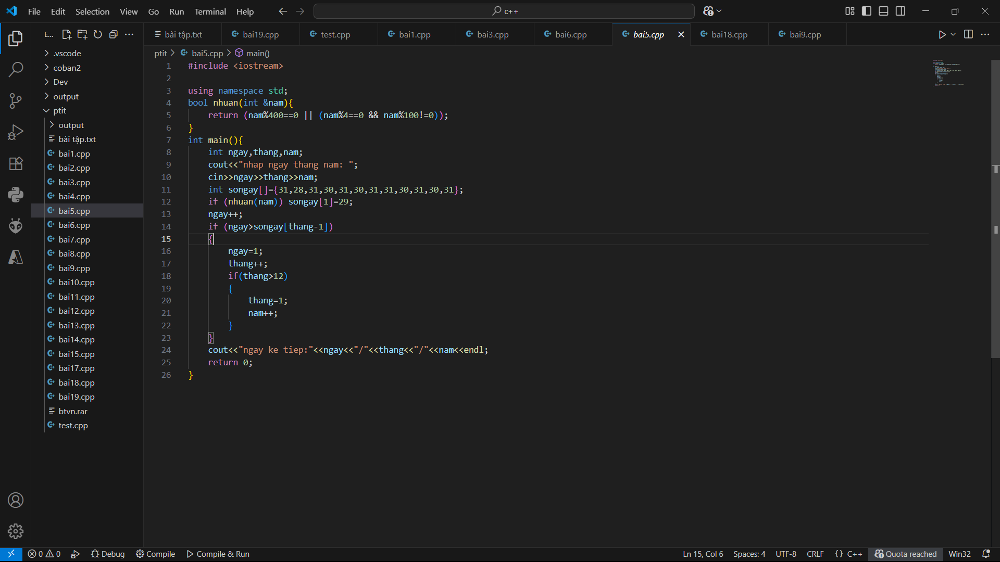 File Edit Selection View Go Run Terminal Help
c++
E...
.vscode
coban2
Dev
output
ptit
output
bài tập.txt
bai1.cpp
bai2.cpp
bai3.cpp
bai4.cpp
bai5.cpp
bai6.cpp
bai7.cpp
bai8.cpp
bai9.cpp
bai10.cpp
bai11.cpp
bai12.cpp
bai13.cpp
bai14.cpp
bai15.cpp
bai17.cpp
bai18.cpp
bai19.cpp
btvn.rar
test.cpp
bài tập.txt bai19.cpp test.cpp bai1.cpp bai3.cpp bai6.cpp bai5.cpp bai18.cpp bai9.cpp
ptit > bai5.cpp > main()
1 #include <iostream>
2
3 using namespace std;
4 bool nhuan(int &nam){
5     return (nam%400==0 || (nam%4==0 && nam%100!=0));
6 }
7 int main(){
8     int ngay,thang,nam;
9     cout<<"nhap ngay thang nam: ";
10     cin>>ngay>>thang>>nam;
11     int songay[]={31,28,31,30,31,30,31,31,30,31,30,31};
12     if (nhuan(nam)) songay[1]=29;
13     ngay++;
14     if (ngay>songay[thang-1])
15     {
16         ngay=1;
17         thang++;
18         if(thang>12)
19         {
20             thang=1;
21             nam++;
22         }
23     }
24     cout<<"ngay ke tiep:"<<ngay<<"/"<<thang<<"/"<<nam<<endl;
25     return 0;
26 }
0 0 Debug Compile Compile & Run
Ln 15, Col 6 Spaces: 4 UTF-8 CRLF {} C++ Quota reached Win32